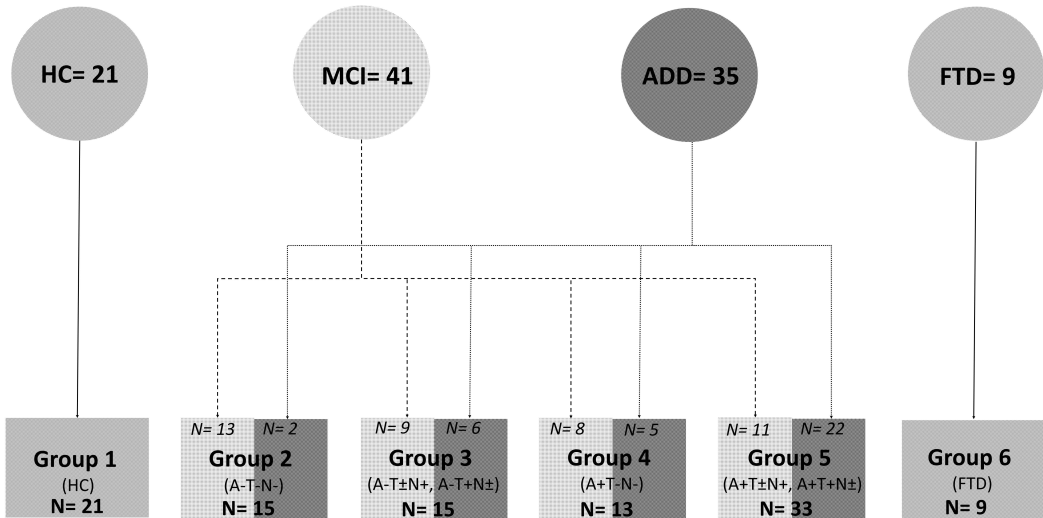 HC= 21
MCI= 41
ADD= 35
FTD= 9
Group 1
(HC)
N= 21
N= 13 N= 2
Group 2
(A-T-N-)
N= 15
N= 9 N= 6
Group 3
(A-T±N+, A-T+N±)
N= 15
N= 8 N= 5
Group 4
(A+T-N-)
N= 13
N= 11 N= 22
Group 5
(A+T±N+, A+T+N±)
N= 33
Group 6
(FTD)
N= 9